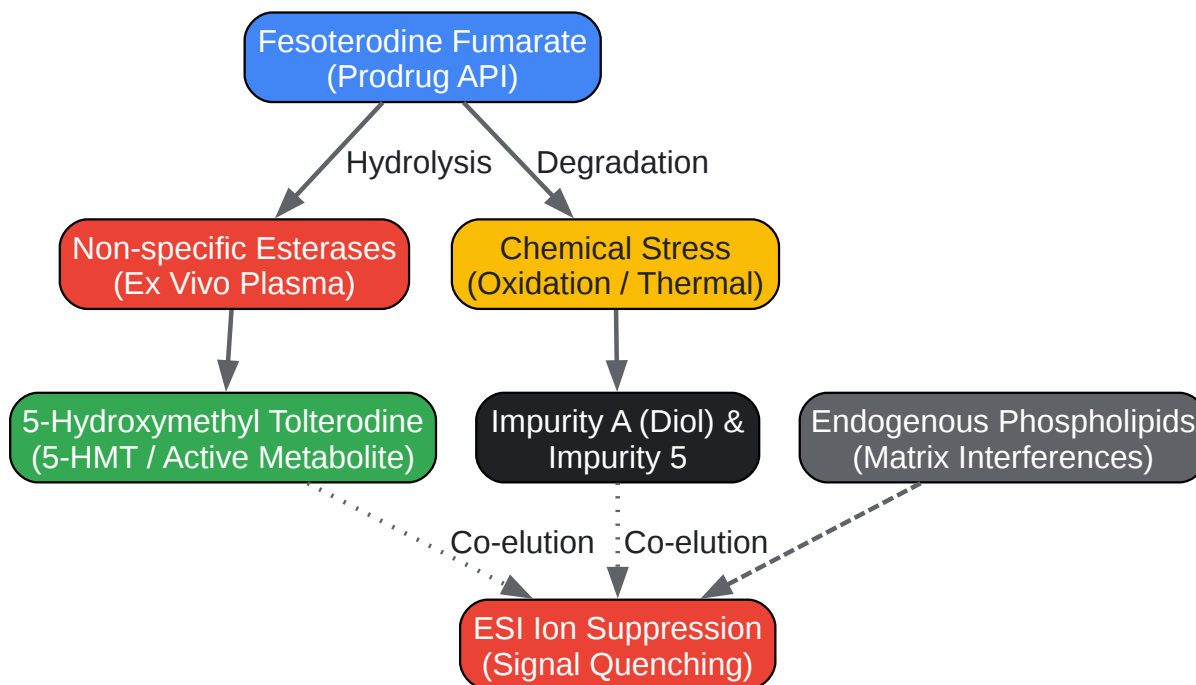 Fesoterodine Fumarate
(Prodrug API)
Hydrolysis
Degradation
Non-specific Esterases
(Ex Vivo Plasma)
Chemical Stress
(Oxidation / Thermal)
5-Hydroxymethyl Tolterodine
(5-HMT / Active Metabolite)
Impurity A (Diol) &
Impurity 5
Endogenous Phospholipids
(Matrix Interferences)
Co-elution
Co-elution
ESI Ion Suppression
(Signal Quenching)